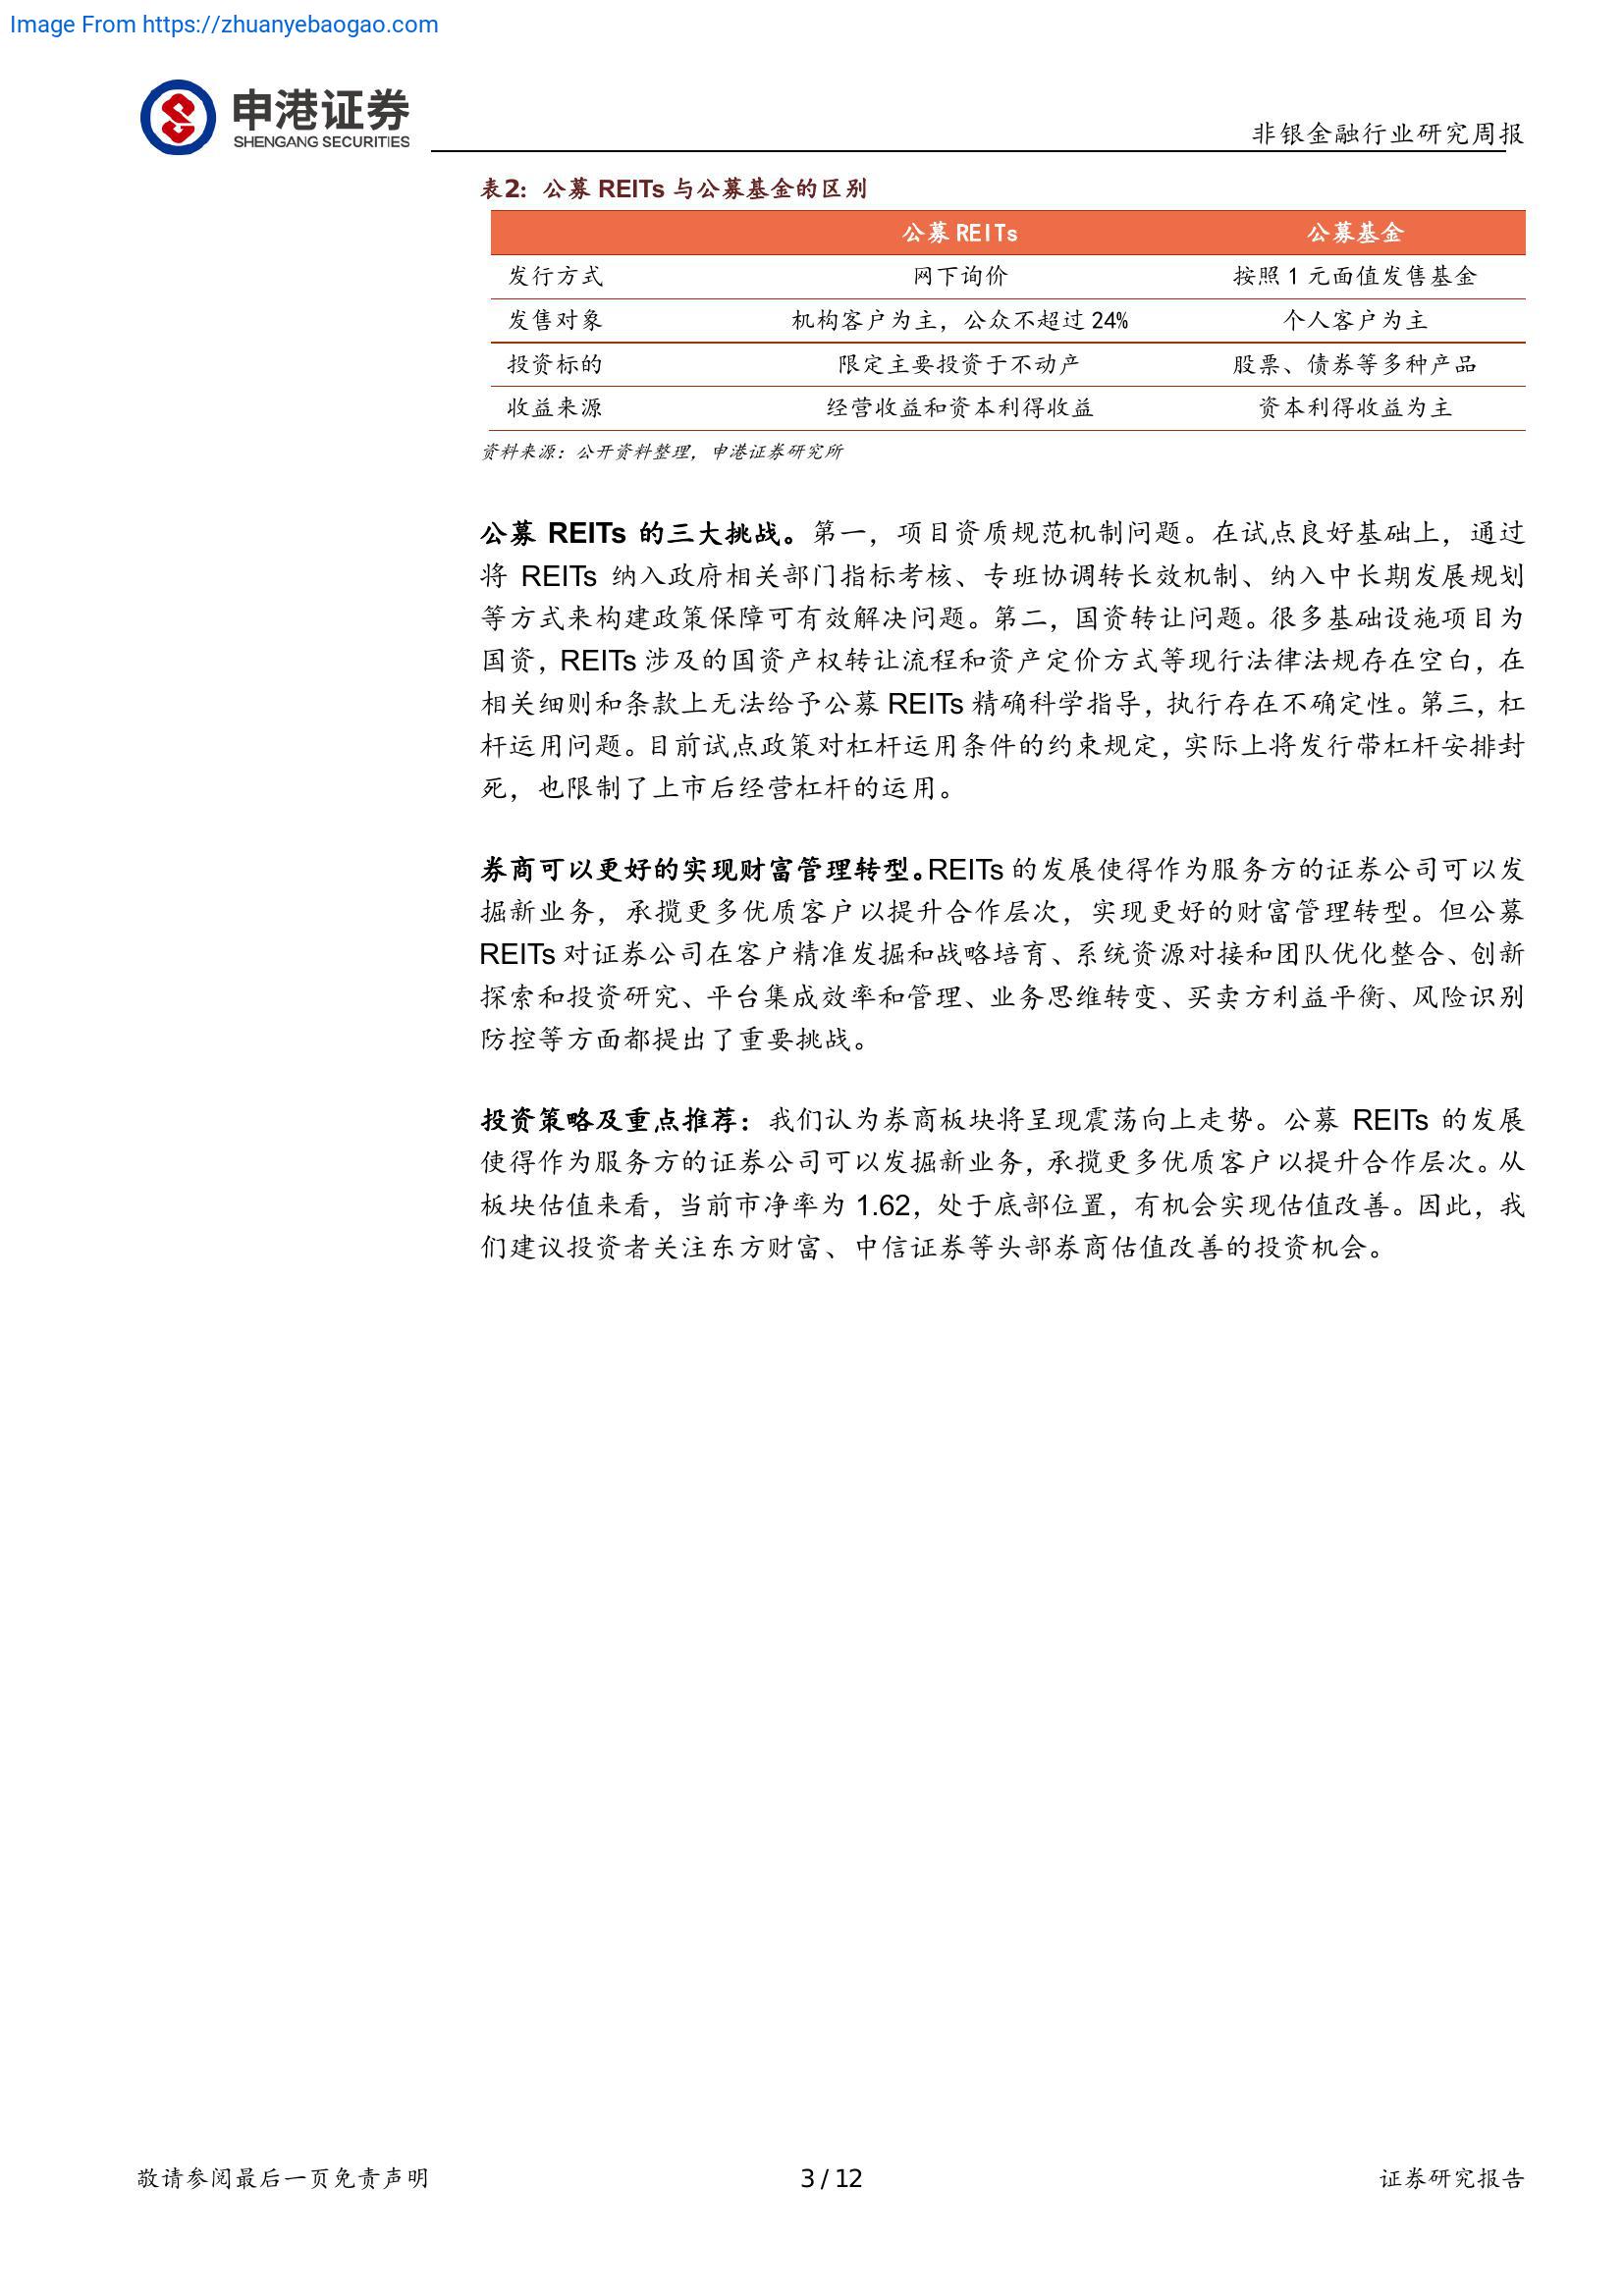 Image From https://zhuanyebaogao.com
申港证券
SHENGANG SECURITIES
非银金融行业研究周报
表2：公募 REITs 与公募基金的区别
公募 REITs 公募基金
发行方式 网下询价 按照 1 元面值发售基金
发售对象 机构客户为主，公众不超过 24% 个人客户为主
投资标的 限定主要投资于不动产 股票、债券等多种产品
收益来源 经营收益和资本利得收益 资本利得收益为主
资料来源：公开资料整理，申港证券研究所
公募 REITs 的三大挑战。第一，项目资质规范机制问题。在试点良好基础上，通过
将 REITs 纳入政府相关部门指标考核、专班协调转长效机制、纳入中长期发展规划
等方式来构建政策保障可有效解决问题。第二，国资转让问题。很多基础设施项目为
国资，REITs 涉及的国资产权转让流程和资产定价方式等现行法律法规存在空白，在
相关细则和条款上无法给予公募 REITs 精确科学指导，执行存在不确定性。第三，杠
杆运用问题。目前试点政策对杠杆运用条件的约束规定，实际上将发行带杠杆安排封
死，也限制了上市后经营杠杆的运用。
券商可以更好的实现财富管理转型。REITs 的发展使得作为服务方的证券公司可以发
掘新业务，承揽更多优质客户以提升合作层次，实现更好的财富管理转型。但公募
REITs 对证券公司在客户精准发掘和战略培育、系统资源对接和团队优化整合、创新
探索和投资研究、平台集成效率和管理、业务思维转变、买卖方利益平衡、风险识别
防控等方面都提出了重要挑战。
投资策略及重点推荐：我们认为券商板块将呈现震荡向上走势。公募 REITs 的发展
使得作为服务方的证券公司可以发掘新业务，承揽更多优质客户以提升合作层次。从
板块估值来看，当前市净率为 1.62，处于底部位置，有机会实现估值改善。因此，我
们建议投资者关注东方财富、中信证券等头部券商估值改善的投资机会。
敬请参阅最后一页免责声明 3 / 12 证券研究报告